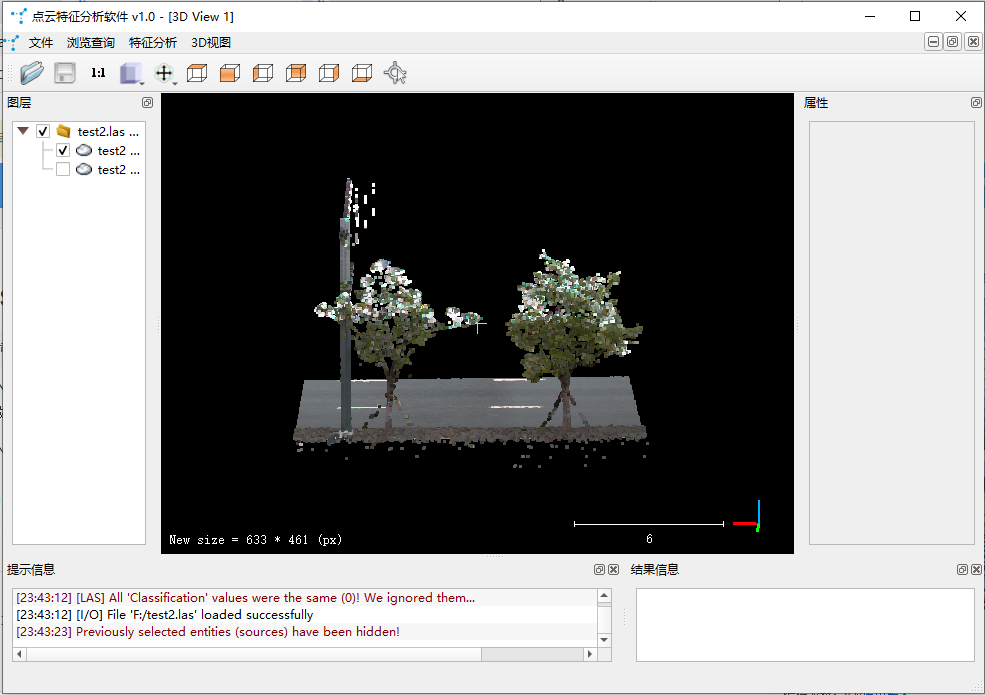 点云特征分析软件 v1.0 - [3D View 1]
文件 浏览查询 特征分析 3D视图
1:1
图层
属性
test2.las ...
test2 ...
test2 ...
New size = 633 * 461 (px)
6
提示信息
结果信息
[23:43:12] [LAS] All 'Classification' values were the same (0)! We ignored them...
[23:43:12] [I/O] File 'F:/test2.las' loaded successfully
[23:43:23] Previously selected entities (sources) have been hidden!